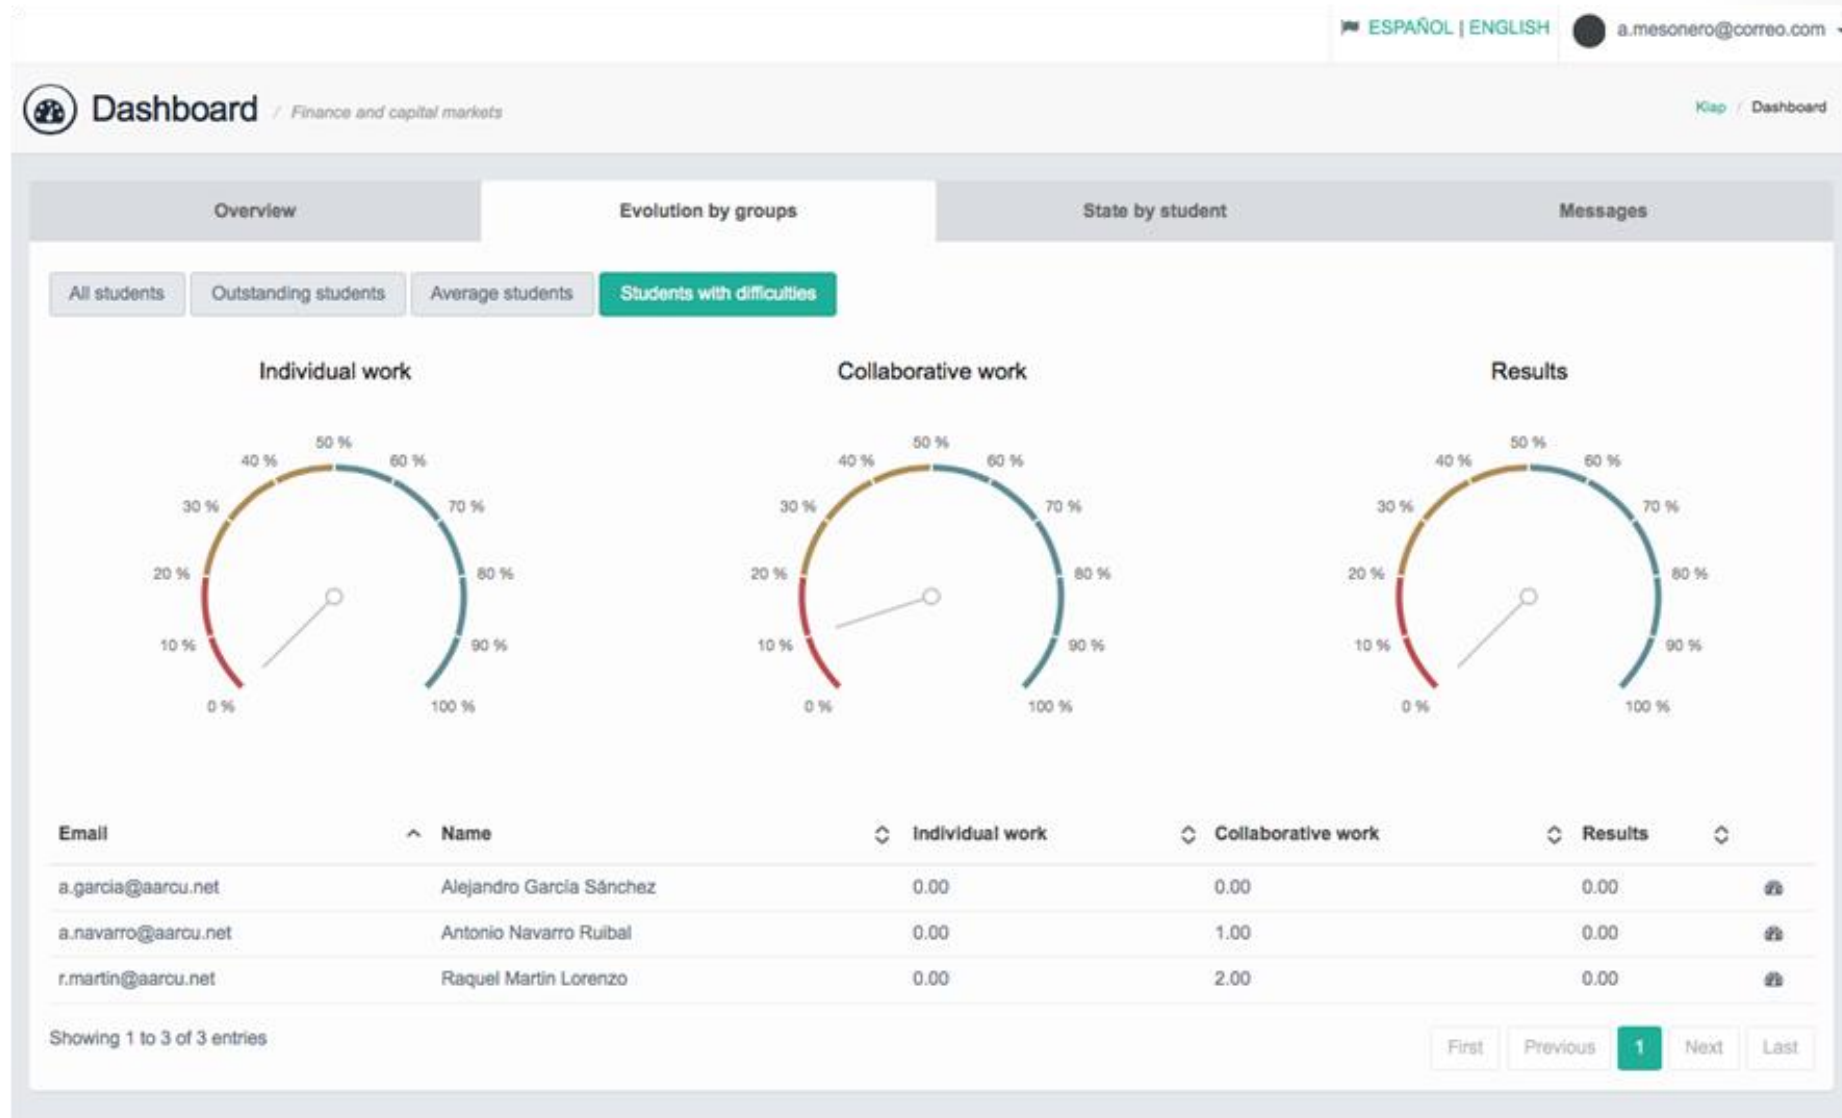 ESPAÑOL | ENGLISH a.mesonero@correo.com
Dashboard / Finance and capital markets
Klap / Dashboard
Overview Evolution by groups State by student Messages
All students Outstanding students Average students Students with difficulties
Individual work
0 % 10 % 20 % 30 % 40 % 50 % 60 % 70 % 80 % 90 % 100 %
Collaborative work
0 % 10 % 20 % 30 % 40 % 50 % 60 % 70 % 80 % 90 % 100 %
Results
0 % 10 % 20 % 30 % 40 % 50 % 60 % 70 % 80 % 90 % 100 %
Email Name Individual work Collaborative work Results
a.garcia@aarcu.net Alejandro García Sánchez 0.00 0.00 0.00
a.navarro@aarcu.net Antonio Navarro Ruibal 0.00 1.00 0.00
r.martin@aarcu.net Raquel Martin Lorenzo 0.00 2.00 0.00
Showing 1 to 3 of 3 entries
First Previous 1 Next Last